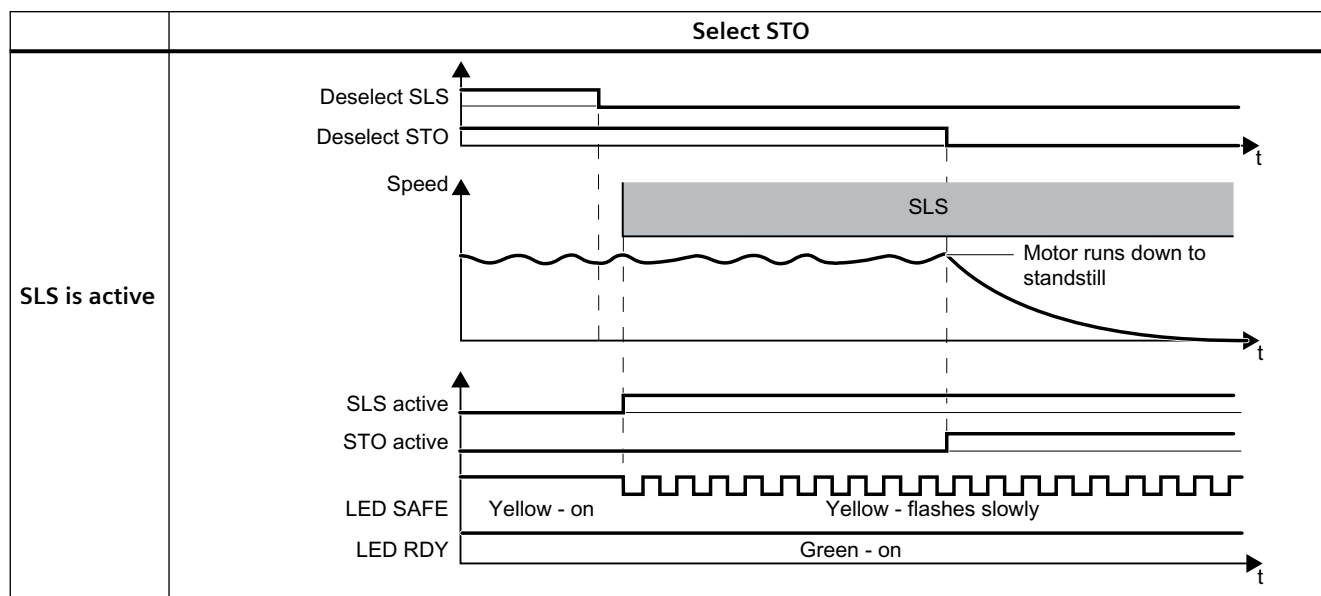 Select STO
SLS is active
Deselect SLS
Deselect STO
t
Speed
SLS
Motor runs down to
standstill
t
SLS active
STO active
LED SAFE
Yellow - on
Yellow - flashes slowly
LED RDY
Green - on
t